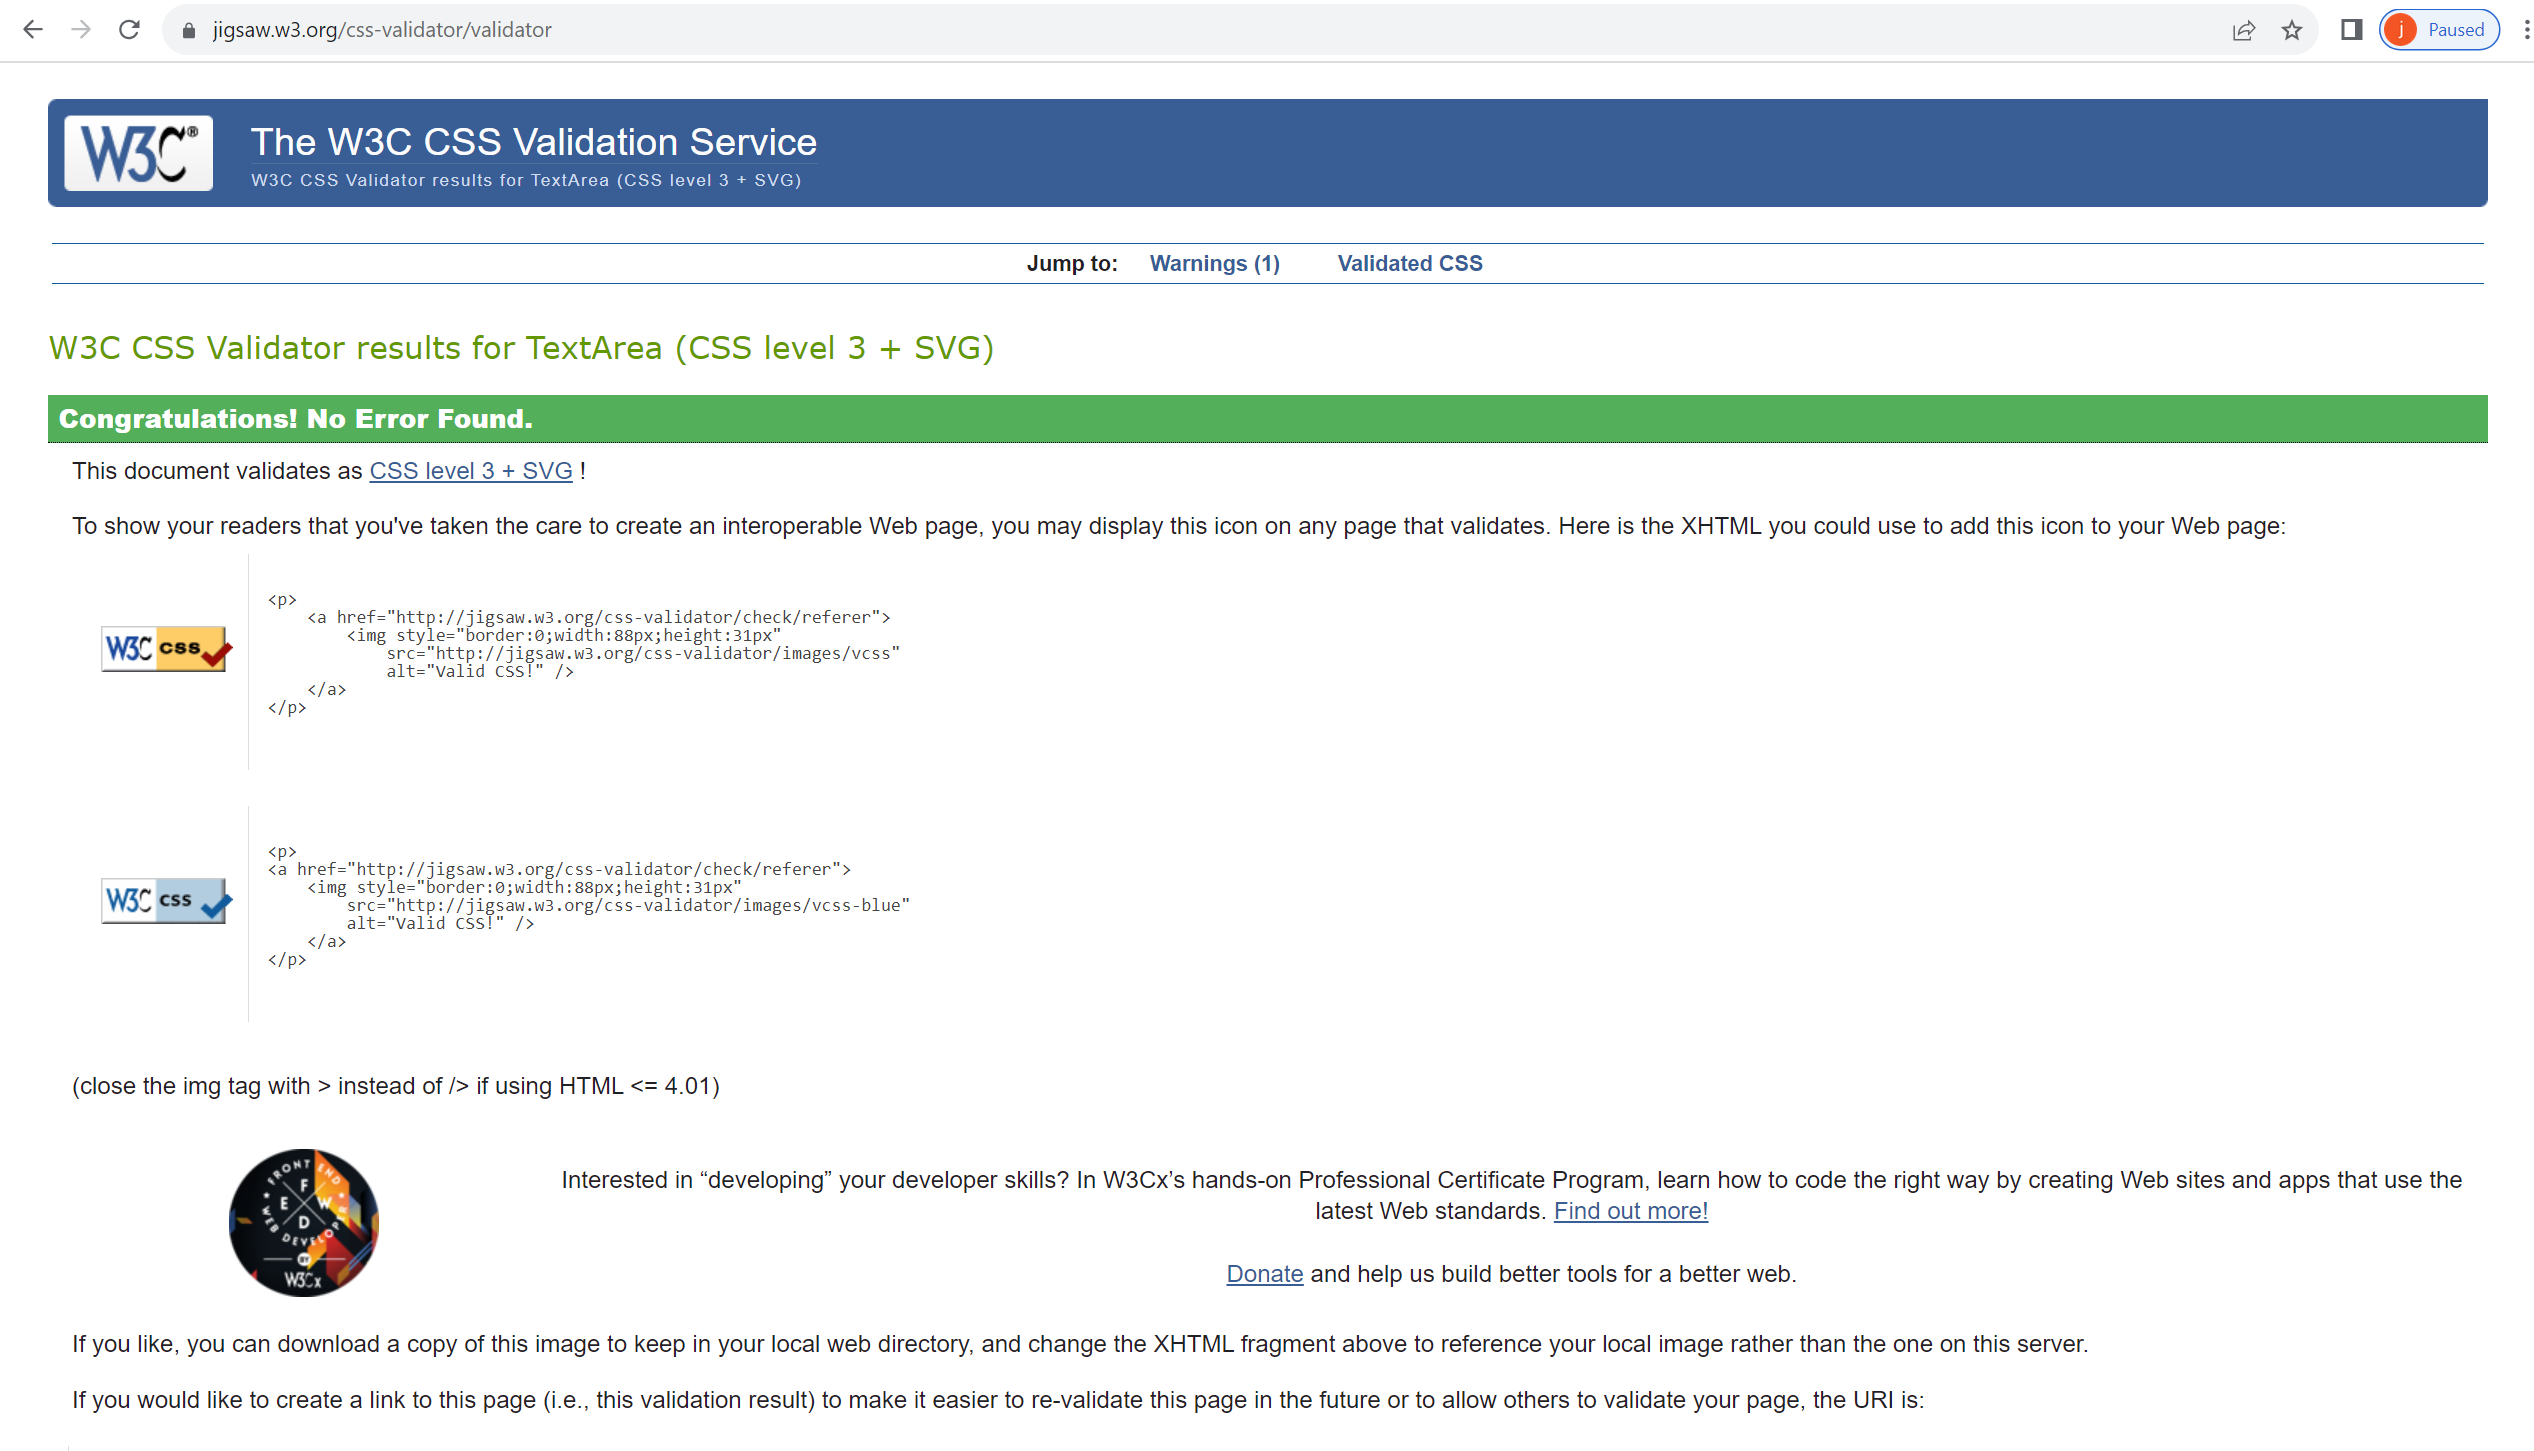 jigsaw.w3.org/css-validator/validator
j Paused
W3C®
The W3C CSS Validation Service
W3C CSS Validator results for TextArea (CSS level 3 + SVG)
Jump to: Warnings (1) Validated CSS
W3C CSS Validator results for TextArea (CSS level 3 + SVG)
Congratulations! No Error Found.
This document validates as CSS level 3 + SVG !
To show your readers that you've taken the care to create an interoperable Web page, you may display this icon on any page that validates. Here is the XHTML you could use to add this icon to your Web page:
W3C css
<p>
<a href="http://jigsaw.w3.org/css-validator/check/referer">
<img style="border:0;width:88px;height:31px"
src="http://jigsaw.w3.org/css-validator/images/vcss"
alt="Valid CSS!" />
</a>
</p>
W3C css
<p>
<a href="http://jigsaw.w3.org/css-validator/check/referer">
<img style="border:0;width:88px;height:31px"
src="http://jigsaw.w3.org/css-validator/images/vcss-blue"
alt="Valid CSS!" />
</a>
</p>
(close the img tag with > instead of /> if using HTML <= 4.01)
FRONT END
F E W D
WEB DEVELOPER
BY
W3Cx
Interested in “developing” your developer skills? In W3Cx’s hands-on Professional Certificate Program, learn how to code the right way by creating Web sites and apps that use the
latest Web standards. Find out more!
Donate and help us build better tools for a better web.
If you like, you can download a copy of this image to keep in your local web directory, and change the XHTML fragment above to reference your local image rather than the one on this server.
If you would like to create a link to this page (i.e., this validation result) to make it easier to re-validate this page in the future or to allow others to validate your page, the URI is: